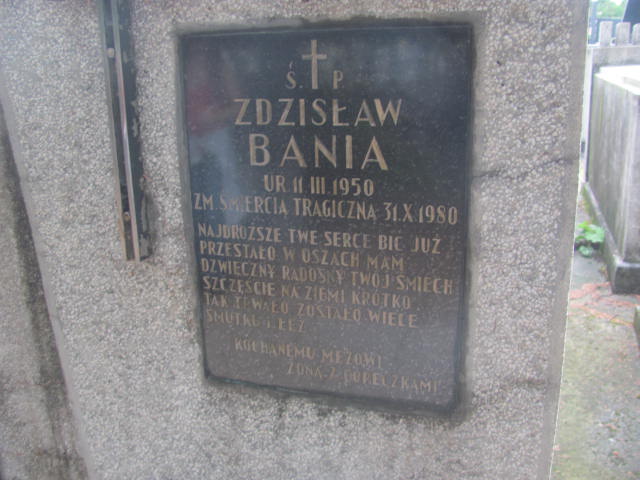 Ś. P
ZDZISŁAW
BANIA
UR. 11 III. 1950
ZM ŚMIERCIĄ TRAGICZNĄ 31.X.1980
NAJDROŻSZE TWE SERCE BIĆ JUŻ
PRZESTAŁO W USZACH MAM
DŹWIĘCZNY RADOSNY TWÓJ ŚMIECH
SZCZĘŚCIE NA ZIEMI KRÓTKO
TAK TRWAŁO ZOSTAŁO WIELE
SMUTKU I ŁEZ
KOCHANEMU MĘŻOWI
ŻONA Z CÓRECZKAMI